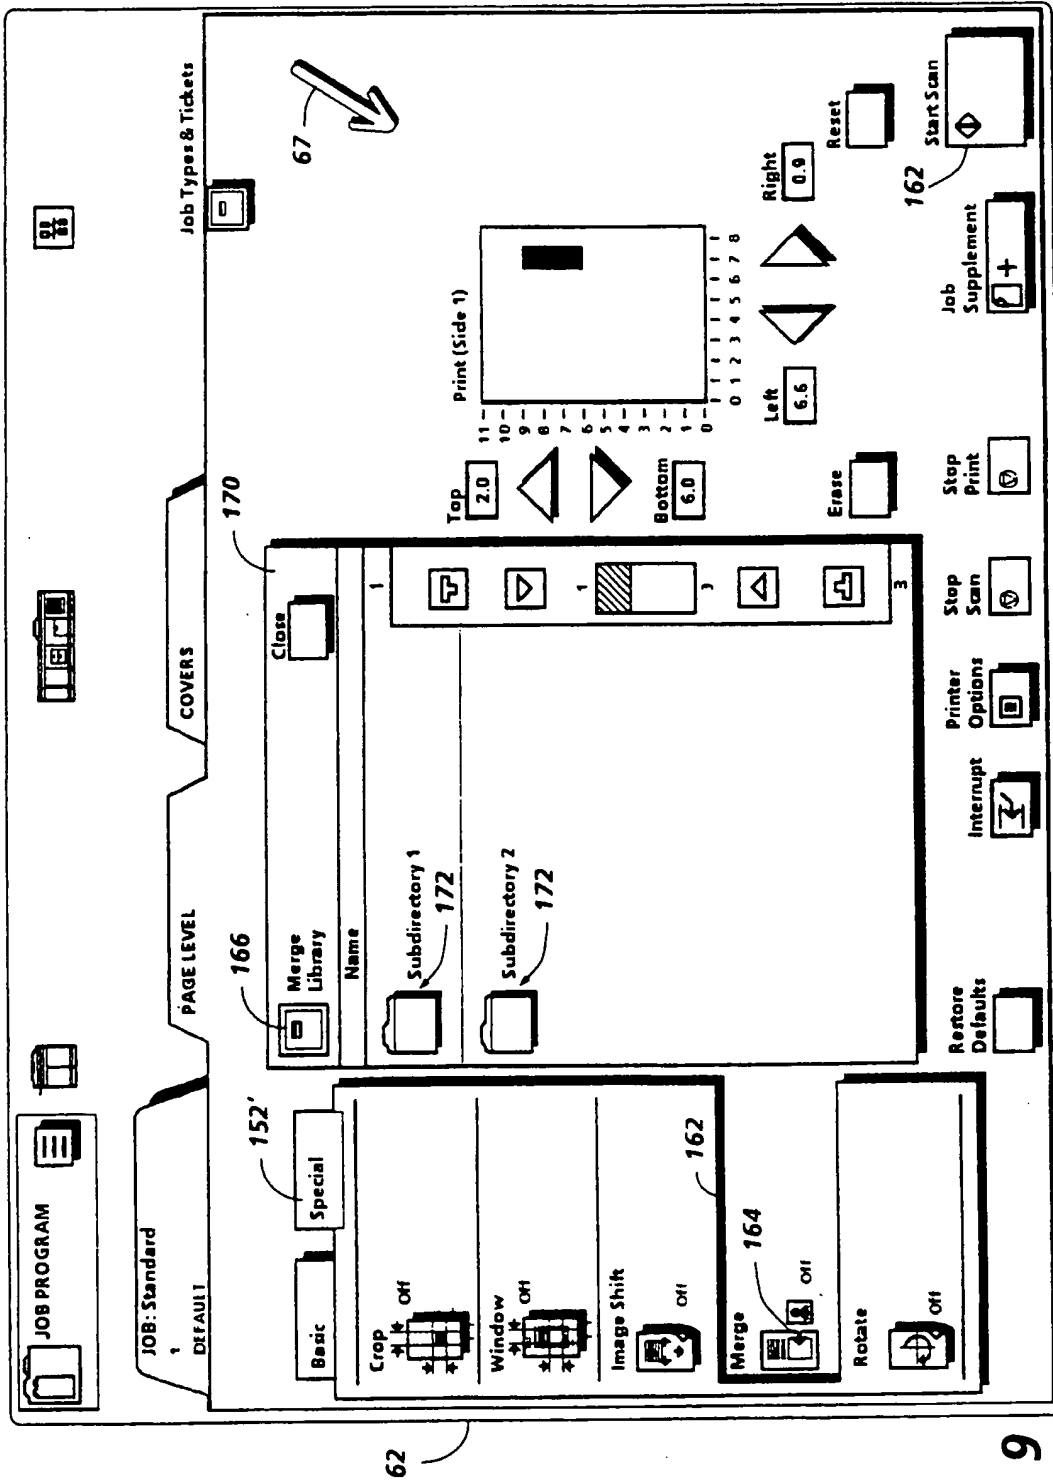 JOB PROGRAM
Job Types & Tickets
JOB: Standard
1
DEFAULT
PAGE LEVEL
COVERS
Basic
Special
152'
166
170
67
Crop
Off
Window
Off
Image Shift
Off
162
Merge
164
Off
Rotate
Off
Merge
Library
Close
Name
1
Subdirectory 1
172
Subdirectory 2
172
1
3
3
Top
2.0
Bottom
6.0
Print (Side 1)
11
10
9
8
7
6
5
4
3
2
1
0
0 1 2 3 4 5 6 7 8
Left
6.6
Right
0.9
Erase
Reset
Restore
Defaults
Interrupt
Printer
Options
Stop
Scan
Stop
Print
Job
Supplement
Start Scan
162
62
9